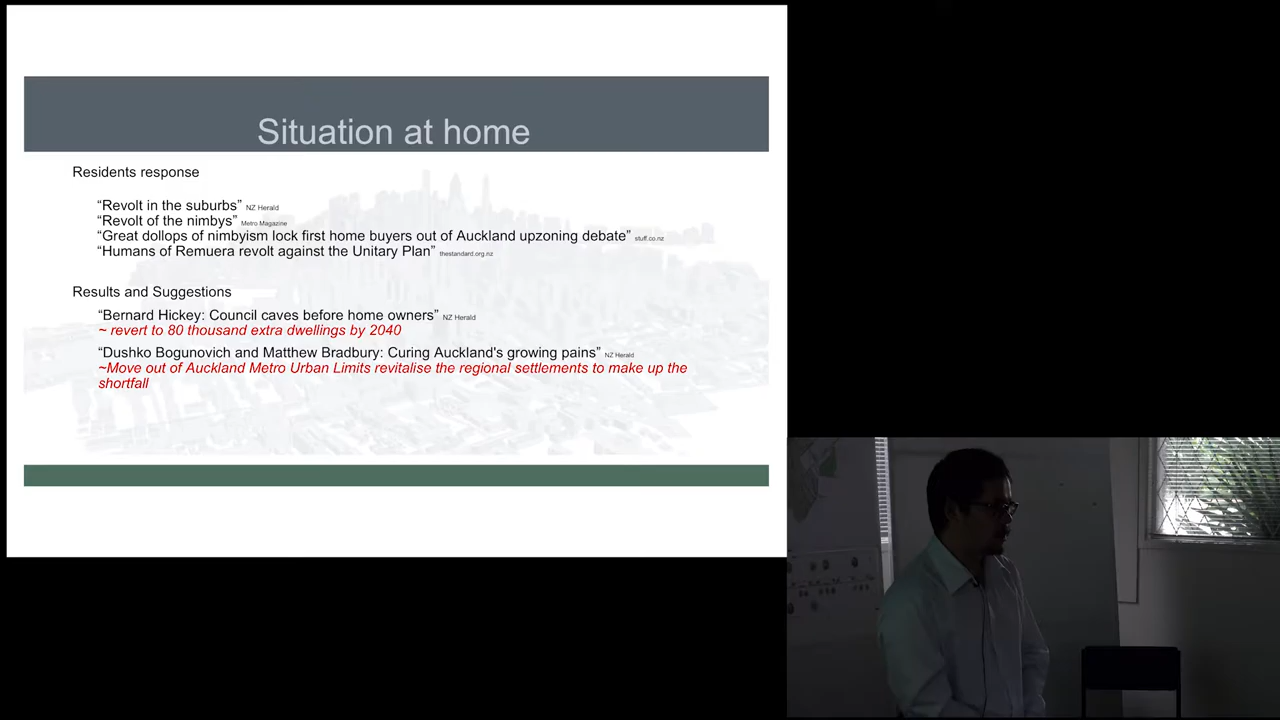 Situation at home
Residents response
“Revolt in the suburbs” NZ Herald
“Revolt of the nimbys” Metro Magazine
“Great dollops of nimbyism lock first home buyers out of Auckland upzoning debate” stuff.co.nz
“Humans of Remuera revolt against the Unitary Plan” thestandard.org.nz
Results and Suggestions
“Bernard Hickey: Council caves before home owners” NZ Herald
~ revert to 80 thousand extra dwellings by 2040
“Dushko Bogunovich and Matthew Bradbury: Curing Auckland's growing pains” NZ Herald
~Move out of Auckland Metro Urban Limits revitalise the regional settlements to make up the
shortfall